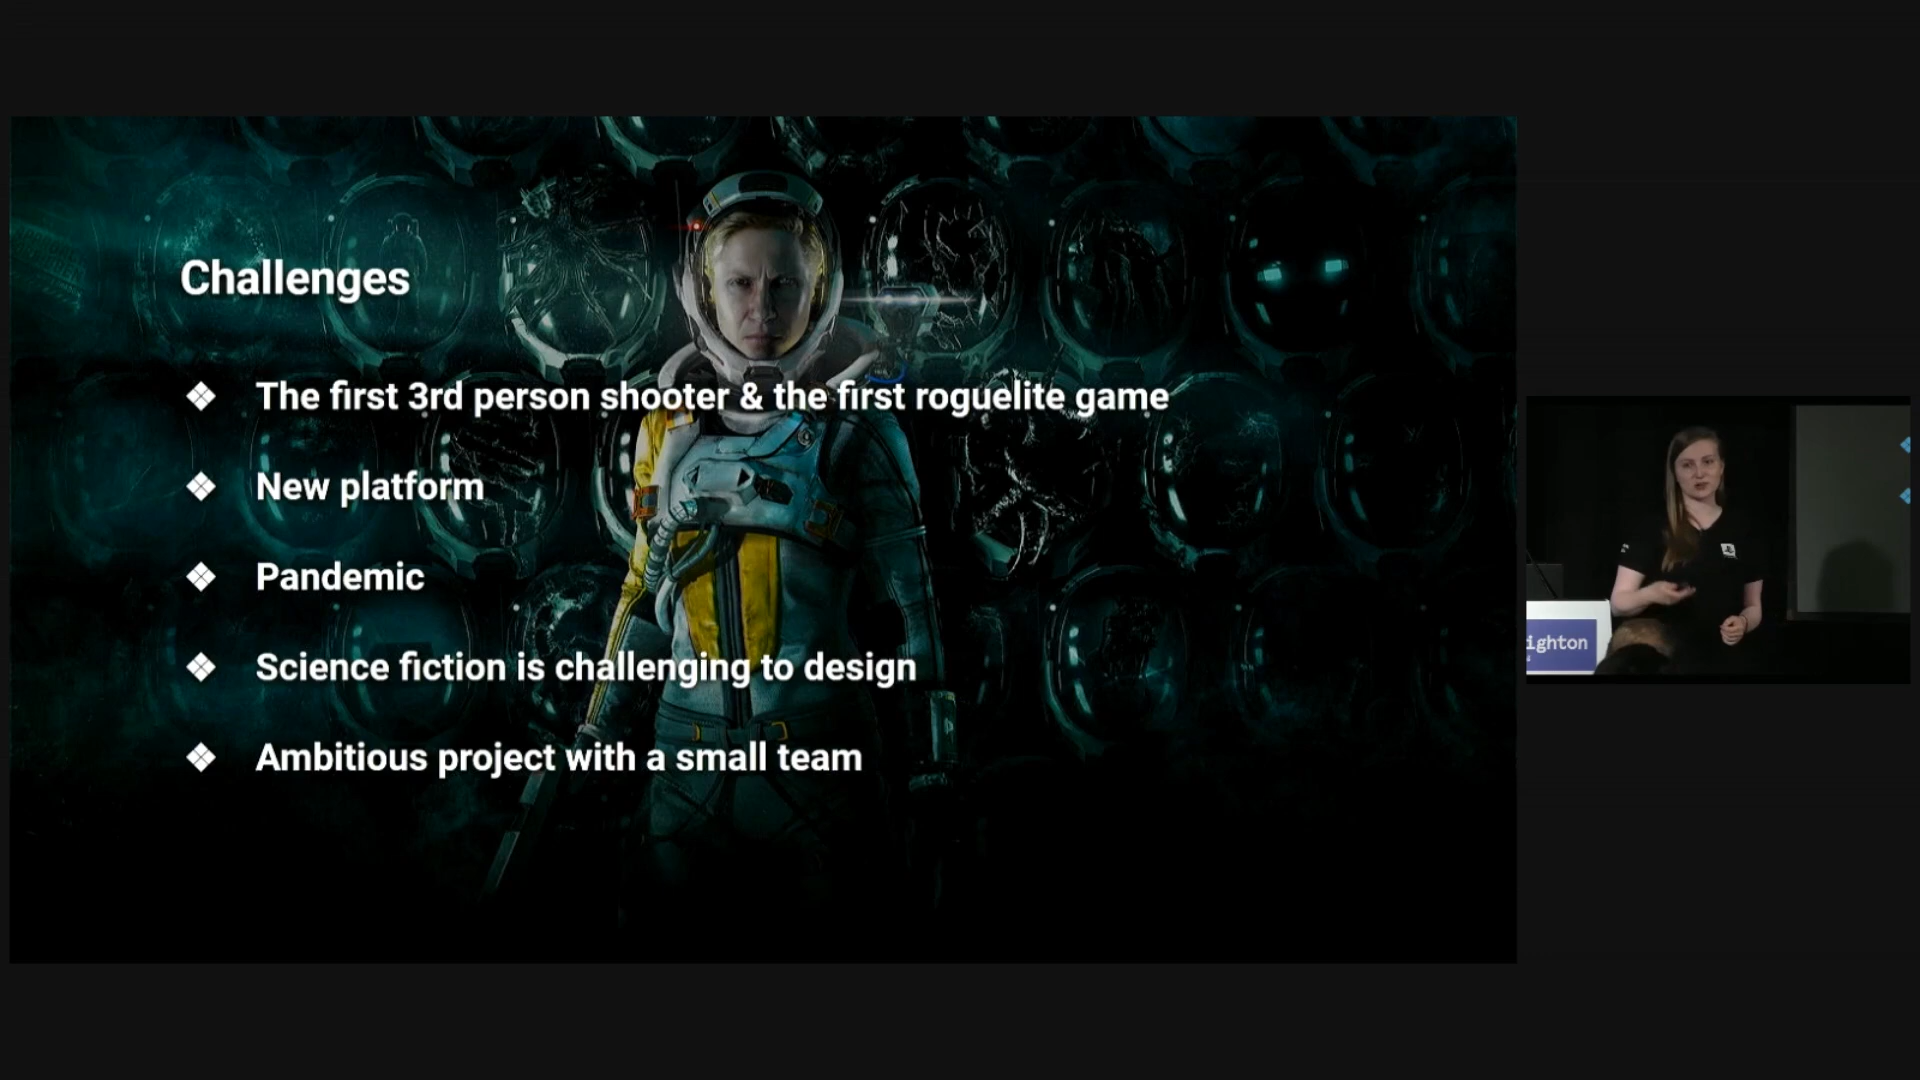 Challenges
❖ The first 3rd person shooter & the first roguelite game
❖ New platform
❖ Pandemic
❖ Science fiction is challenging to design
❖ Ambitious project with a small team
ighton